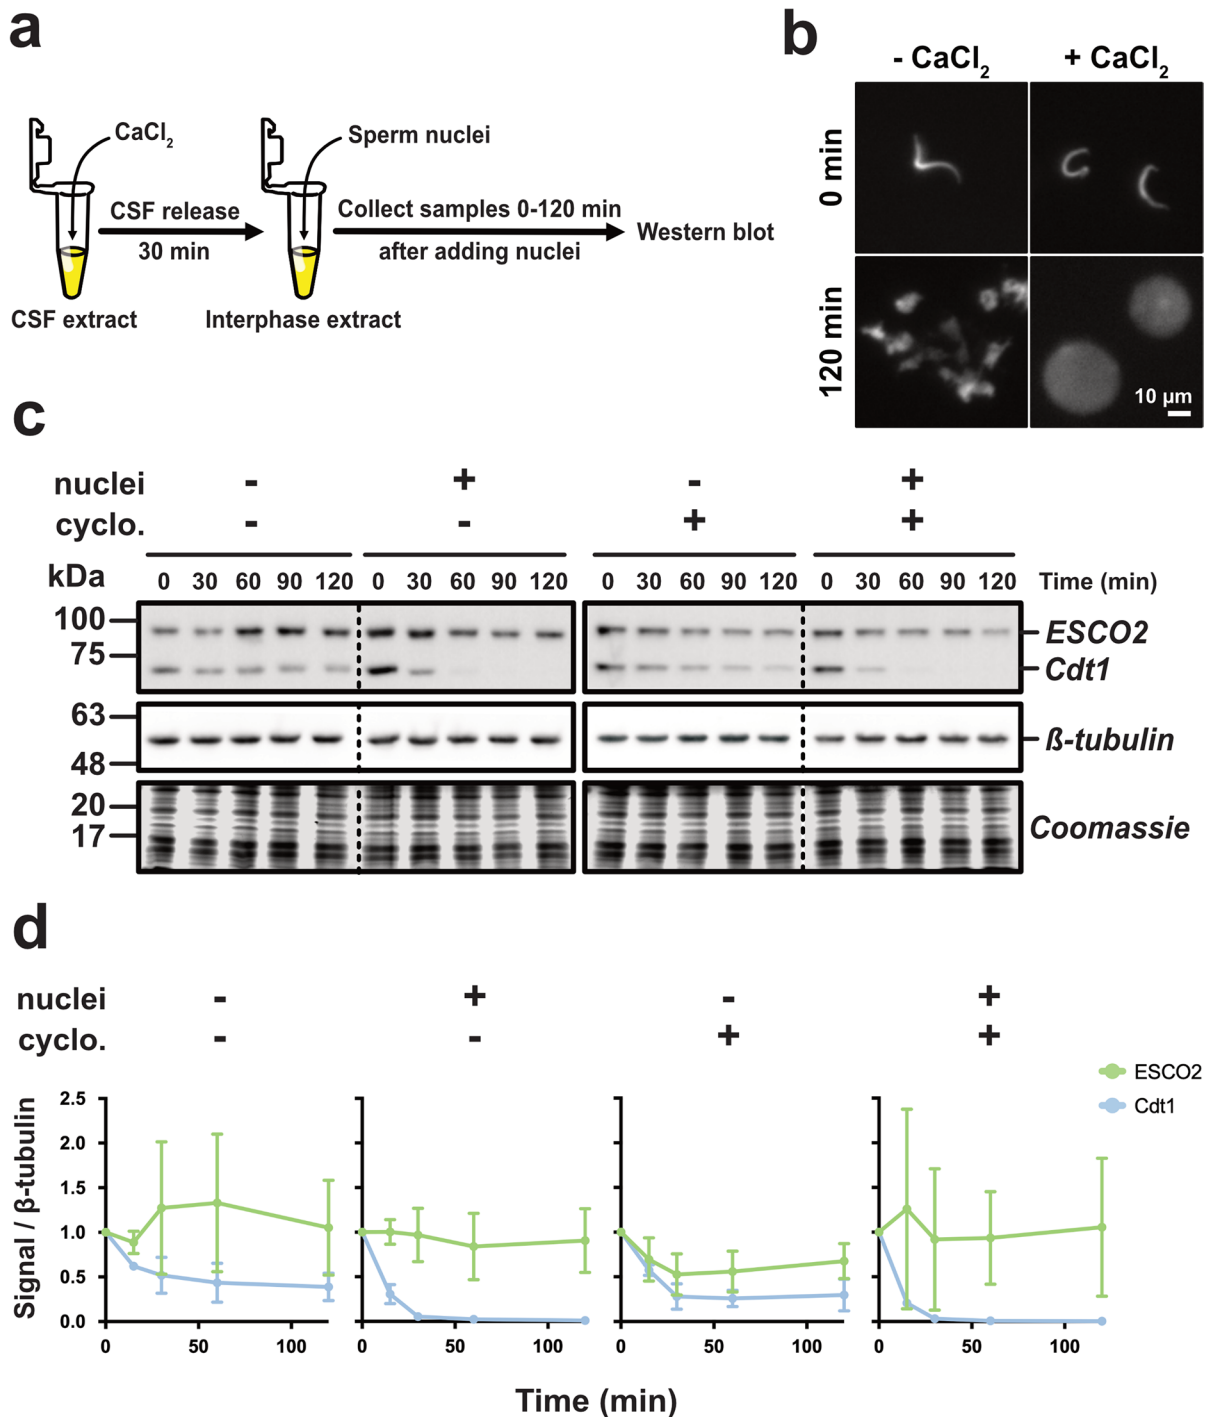 a
CaCl2
Sperm nuclei
CSF release
30 min
Collect samples 0-120 min
after adding nuclei
Western blot
CSF extract
Interphase extract
b
- CaCl2
+ CaCl2
0 min
120 min
10 µm
c
nuclei - + - +
cyclo. - - + +
kDa
0 30 60 90 120 0 30 60 90 120 0 30 60 90 120 0 30 60 90 120 Time (min)
100
75
ESCO2
Cdt1
63
48
ß-tubulin
20
17
Coomassie
d
nuclei - + - +
cyclo. - - + +
ESCO2
Cdt1
Signal / β-tubulin
2.5
2.0
1.5
1.0
0.5
0.0
0 50 100 0 50 100 0 50 100 0 50 100
Time (min)